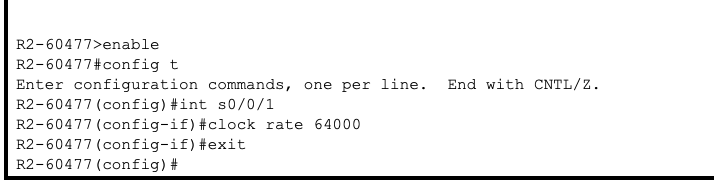 R2-60477>enable
R2-60477#config t
Enter configuration commands, one per line.  End with CNTL/Z.
R2-60477(config)#int s0/0/1
R2-60477(config-if)#clock rate 64000
R2-60477(config-if)#exit
R2-60477(config)#